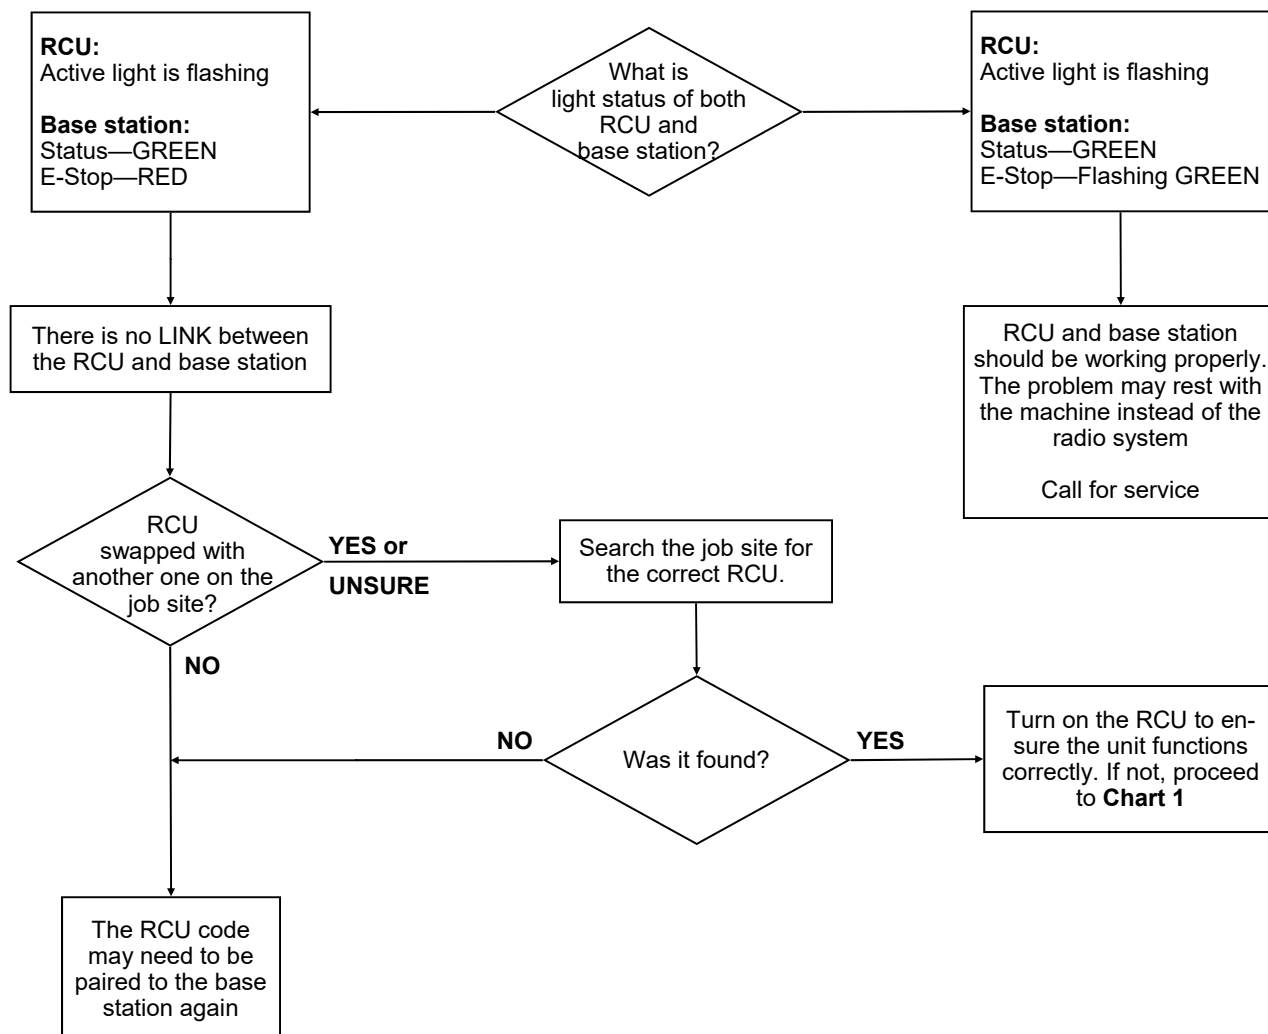 RCU:
Active light is flashing
Base station:
Status—GREEN
E-Stop—RED
What is
light status of both
RCU and
base station?
RCU:
Active light is flashing
Base station:
Status—GREEN
E-Stop—Flashing GREEN
There is no LINK between
the RCU and base station
RCU and base station
should be working properly.
The problem may rest with
the machine instead of the
radio system
Call for service
RCU
swapped with
another one on the
job site?
YES or
UNSURE
Search the job site for
the correct RCU.
NO
NO
Was it found?
YES
Turn on the RCU to en-
sure the unit functions
correctly. If not, proceed
to Chart 1
The RCU code
may need to be
paired to the base
station again